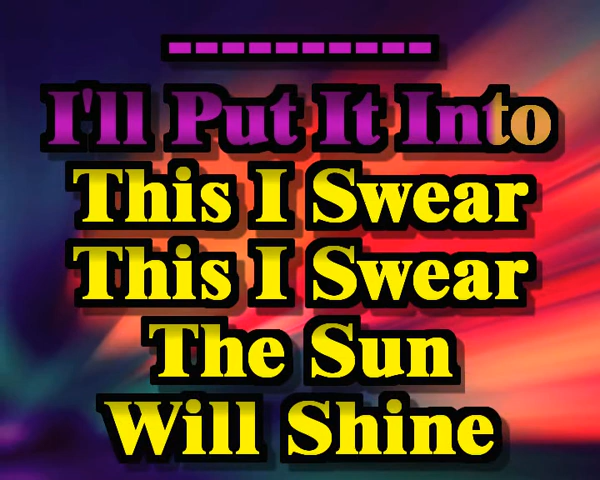 ----------
I'll Put It Into
This I Swear
This I Swear
The Sun
Will Shine